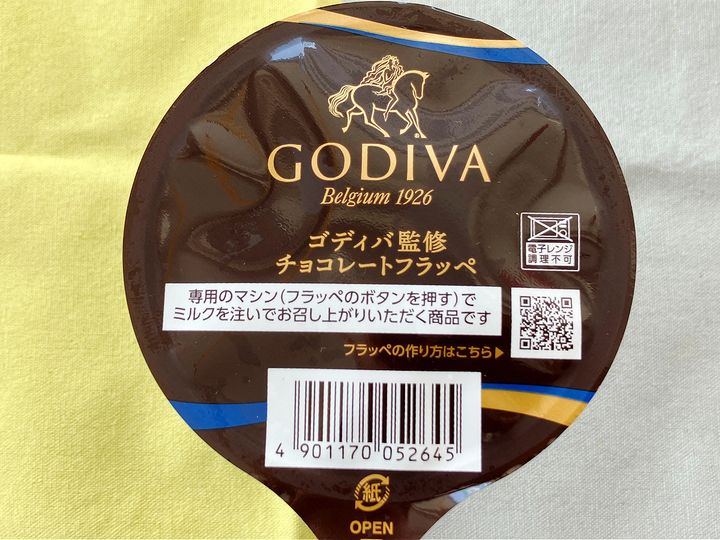 GODIVA
Belgium 1926
ゴディバ監修
チョコレートフラッペ
電子レンジ
調理不可
専用のマシン(フラッペのボタンを押す)で
ミルクを注いでお召し上がりいただく商品です
フラッペの作り方はこちら▶
4 901170 052645
紙
OPEN